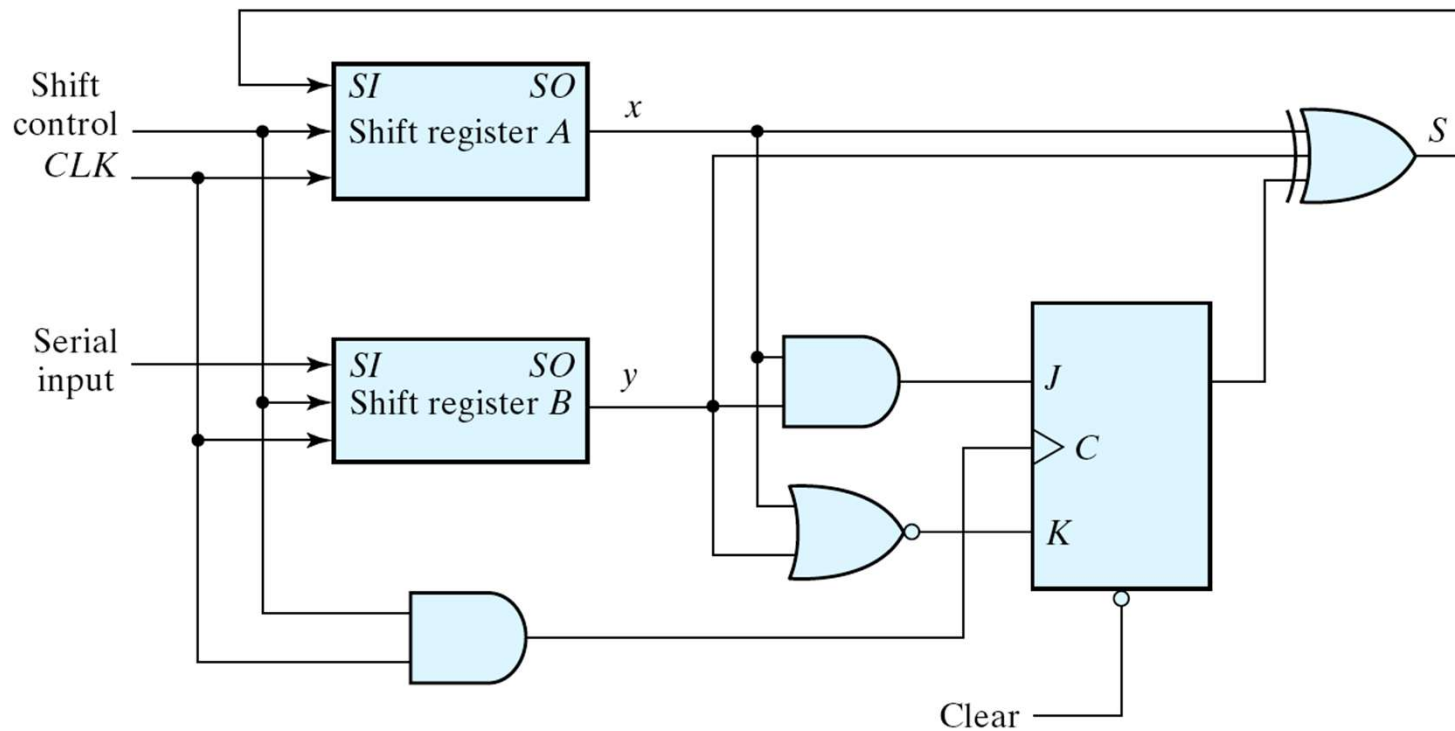 Shift
control
CLK
SI SO
Shift register A
x
S
Serial
input
SI SO
Shift register B
y
J
C
K
Clear